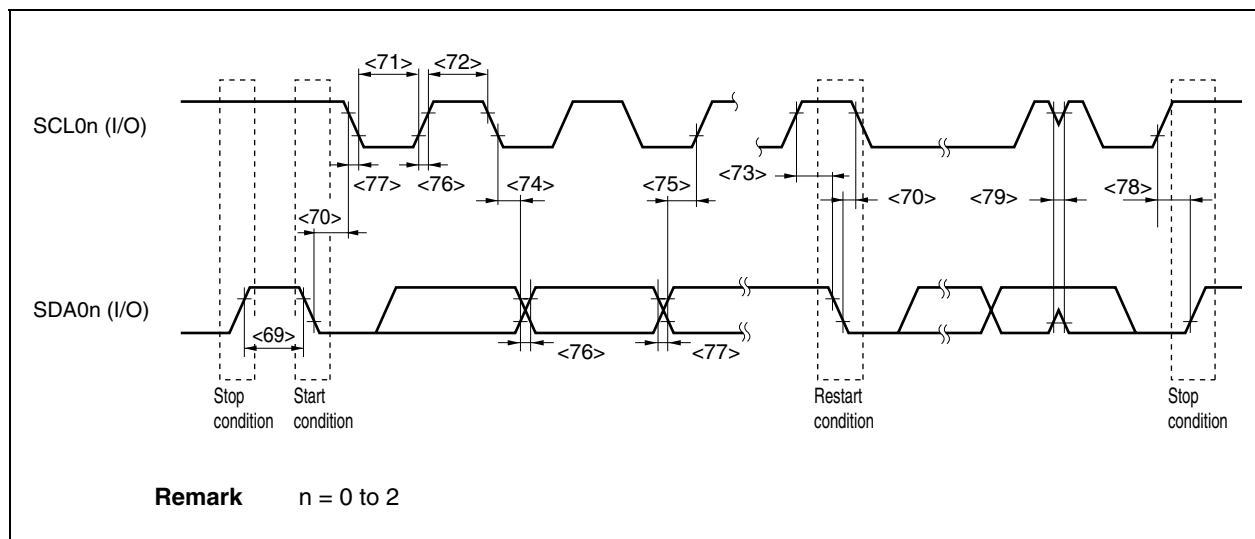 <71>
<72>
SCL0n (I/O)
<77>
<76>
<74>
<75>
<73>
<70>
<79>
<78>
<70>
SDA0n (I/O)
<69>
<76>
<77>
Stop
condition
Start
condition
Restart
condition
Stop
condition
Remark n = 0 to 2